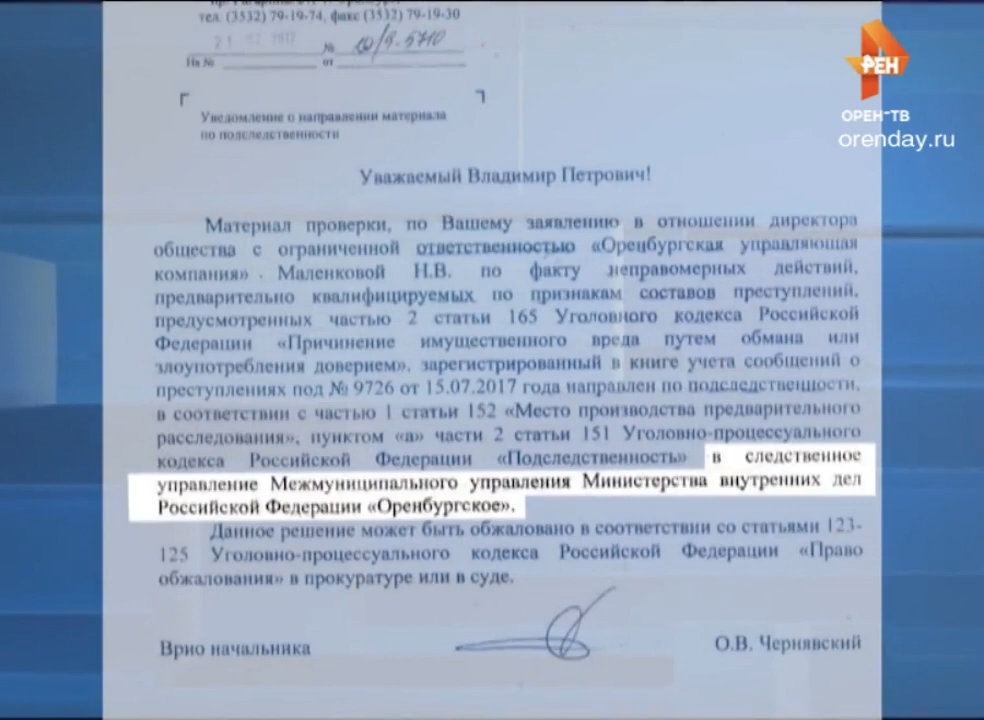 тел. (3532) 79-19-74, факс (3532) 79-19-30
2017 № 10/9-5710
На № от
Уведомление о направлении материала
по подследственности
РЕН
ОРЕН-ТВ
orenday.ru
Уважаемый Владимир Петрович!
Материал проверки, по Вашему заявлению в отношении директора
общества с ограниченной ответственностью «Оренбургская управляющая
компания» Маленковой Н.В. по факту неправомерных действий,
предварительно квалифицируемых по признакам составов преступлений,
предусмотренных частью 2 статьи 165 Уголовного кодекса Российской
Федерации «Причинение имущественного вреда путем обмана или
злоупотребления доверием», зарегистрированный в книге учета сообщений о
преступлениях под № 9726 от 15.07.2017 года направлен по подследственности,
в соответствии с частью 1 статьи 152 «Место производства предварительного
расследования», пунктом «а» части 2 статьи 151 Уголовно-процессуального
кодекса Российской Федерации «Подследственность» в следственное
управление Межмуниципального управления Министерства внутренних дел
Российской Федерации «Оренбургское».
Данное решение может быть обжаловано в соответствии со статьями 123-
125 Уголовно-процессуального кодекса Российской Федерации «Право
обжалования» в прокуратуре или в суде.
Врио начальника О.В. Чернявский